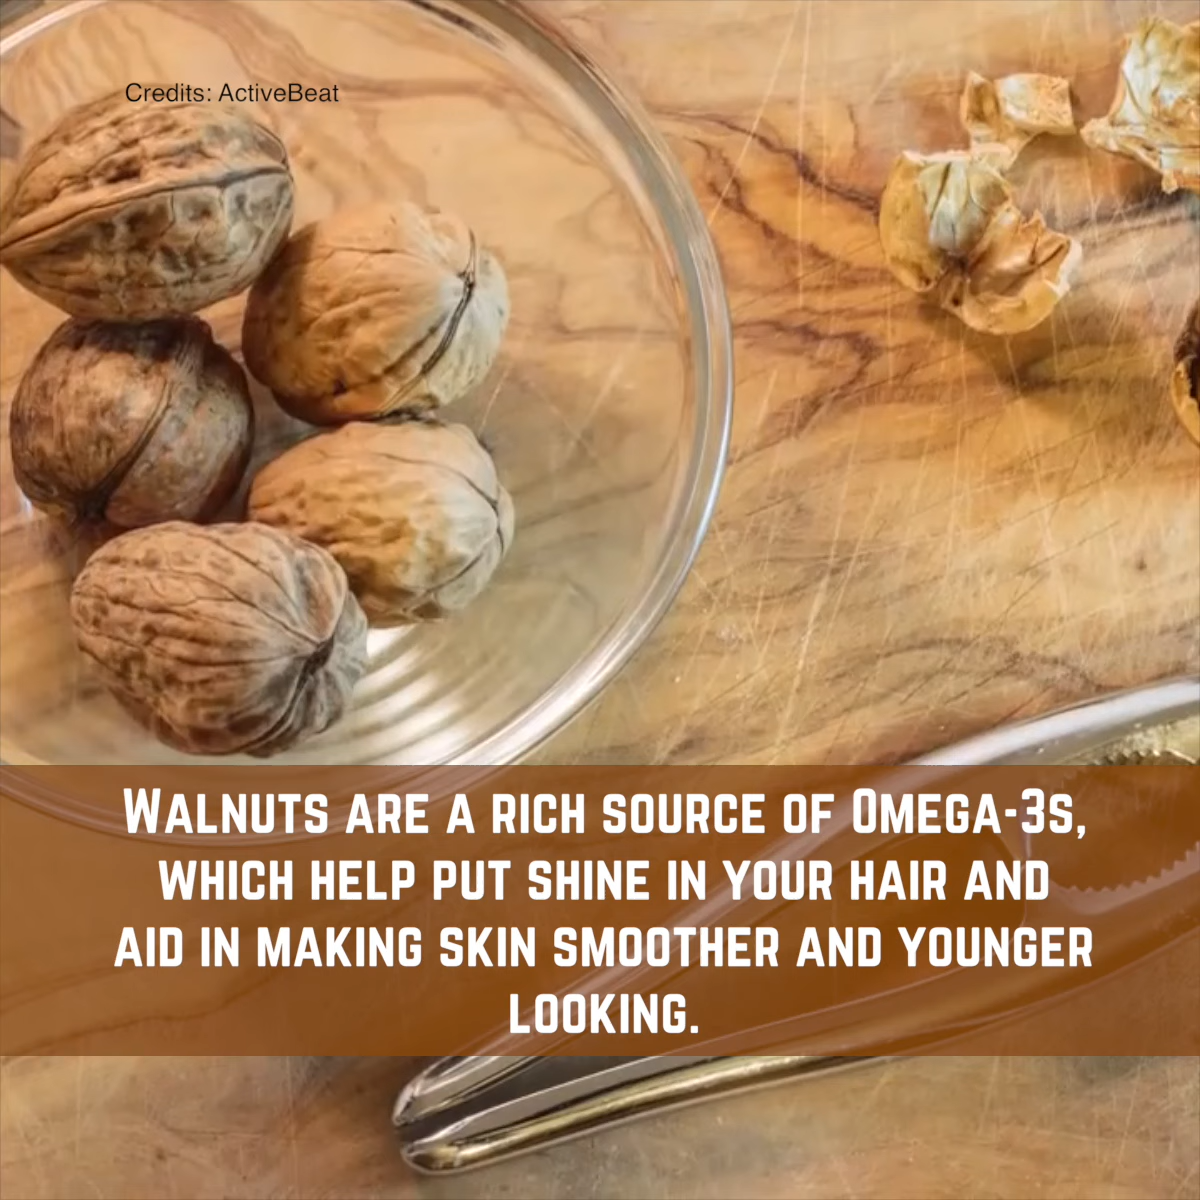 Credits: ActiveBeat
Walnuts are a rich source of Omega-3s,
which help put shine in your hair and
aid in making skin smoother and younger
looking.